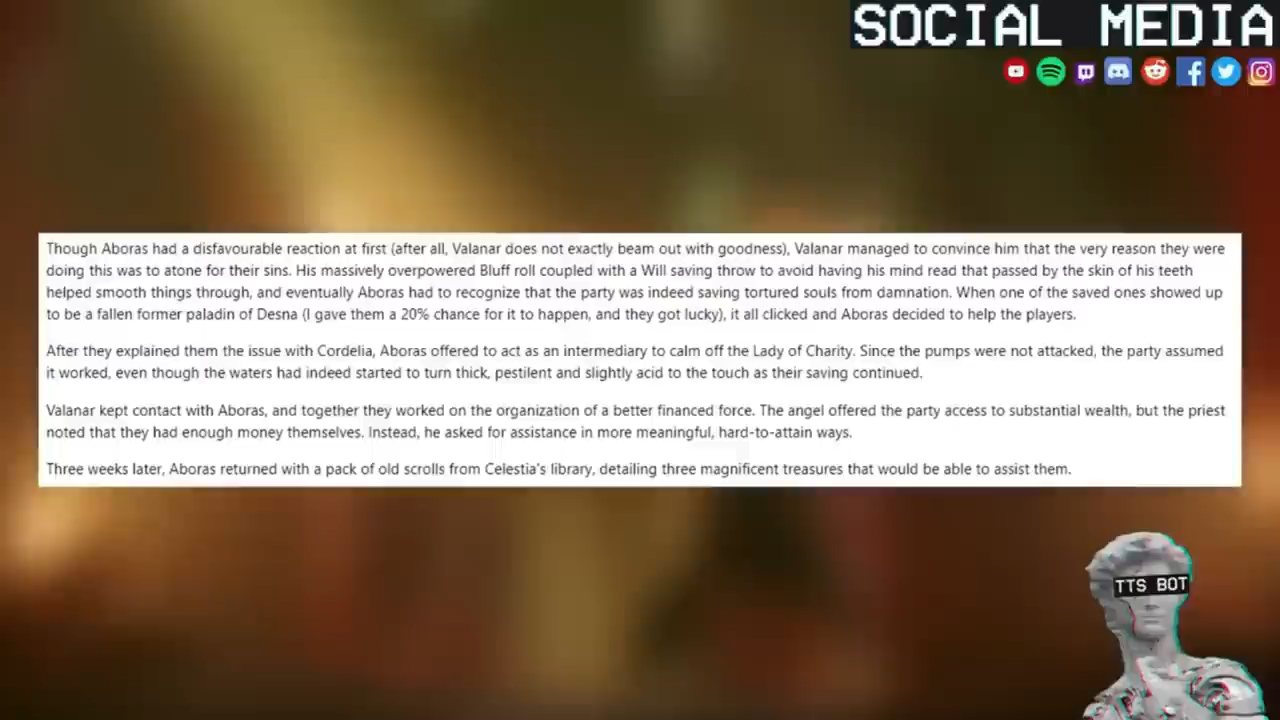 SOCIAL MEDIA
Though Aboras had a disfavourable reaction at first (after all, Valanar does not exactly beam out with goodness), Valanar managed to convince him that the very reason they were
doing this was to atone for their sins. His massively overpowered Bluff roll coupled with a Will saving throw to avoid having his mind read that passed by the skin of his teeth
helped smooth things through, and eventually Aboras had to recognize that the party was indeed saving tortured souls from damnation. When one of the saved ones showed up
to be a fallen former paladin of Desna (I gave them a 20% chance for it to happen, and they got lucky), it all clicked and Aboras decided to help the players.
After they explained them the issue with Cordelia, Aboras offered to act as an intermediary to calm off the Lady of Charity. Since the pumps were not attacked, the party assumed
it worked, even though the waters had indeed started to turn thick, pestilent and slightly acid to the touch as their saving continued.
Valanar kept contact with Aboras, and together they worked on the organization of a better financed force. The angel offered the party access to substantial wealth, but the priest
noted that they had enough money themselves. Instead, he asked for assistance in more meaningful, hard-to-attain ways.
Three weeks later, Aboras returned with a pack of old scrolls from Celestia's library, detailing three magnificent treasures that would be able to assist them.
TTS BOT